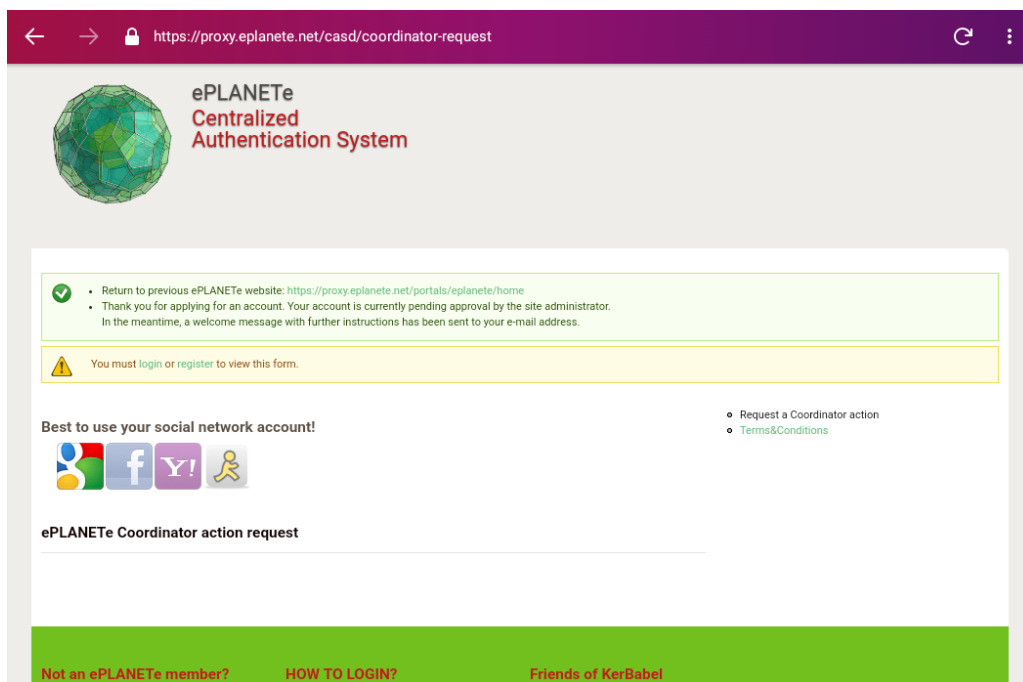 https://proxy.eplanete.net/casd/coordinator-request
ePLANETe
Centralized
Authentication System
Return to previous ePLANETe website: https://proxy.eplanete.net/portals/eplanete/home
Thank you for applying for an account. Your account is currently pending approval by the site administrator.
In the meantime, a welcome message with further instructions has been sent to your e-mail address.
You must login or register to view this form.
Request a Coordinator action
Terms&Conditions
Best to use your social network account!
f
Y!
ePLANETe Coordinator action request
Not an ePLANETe member?
HOW TO LOGIN?
Friends of KerBabel